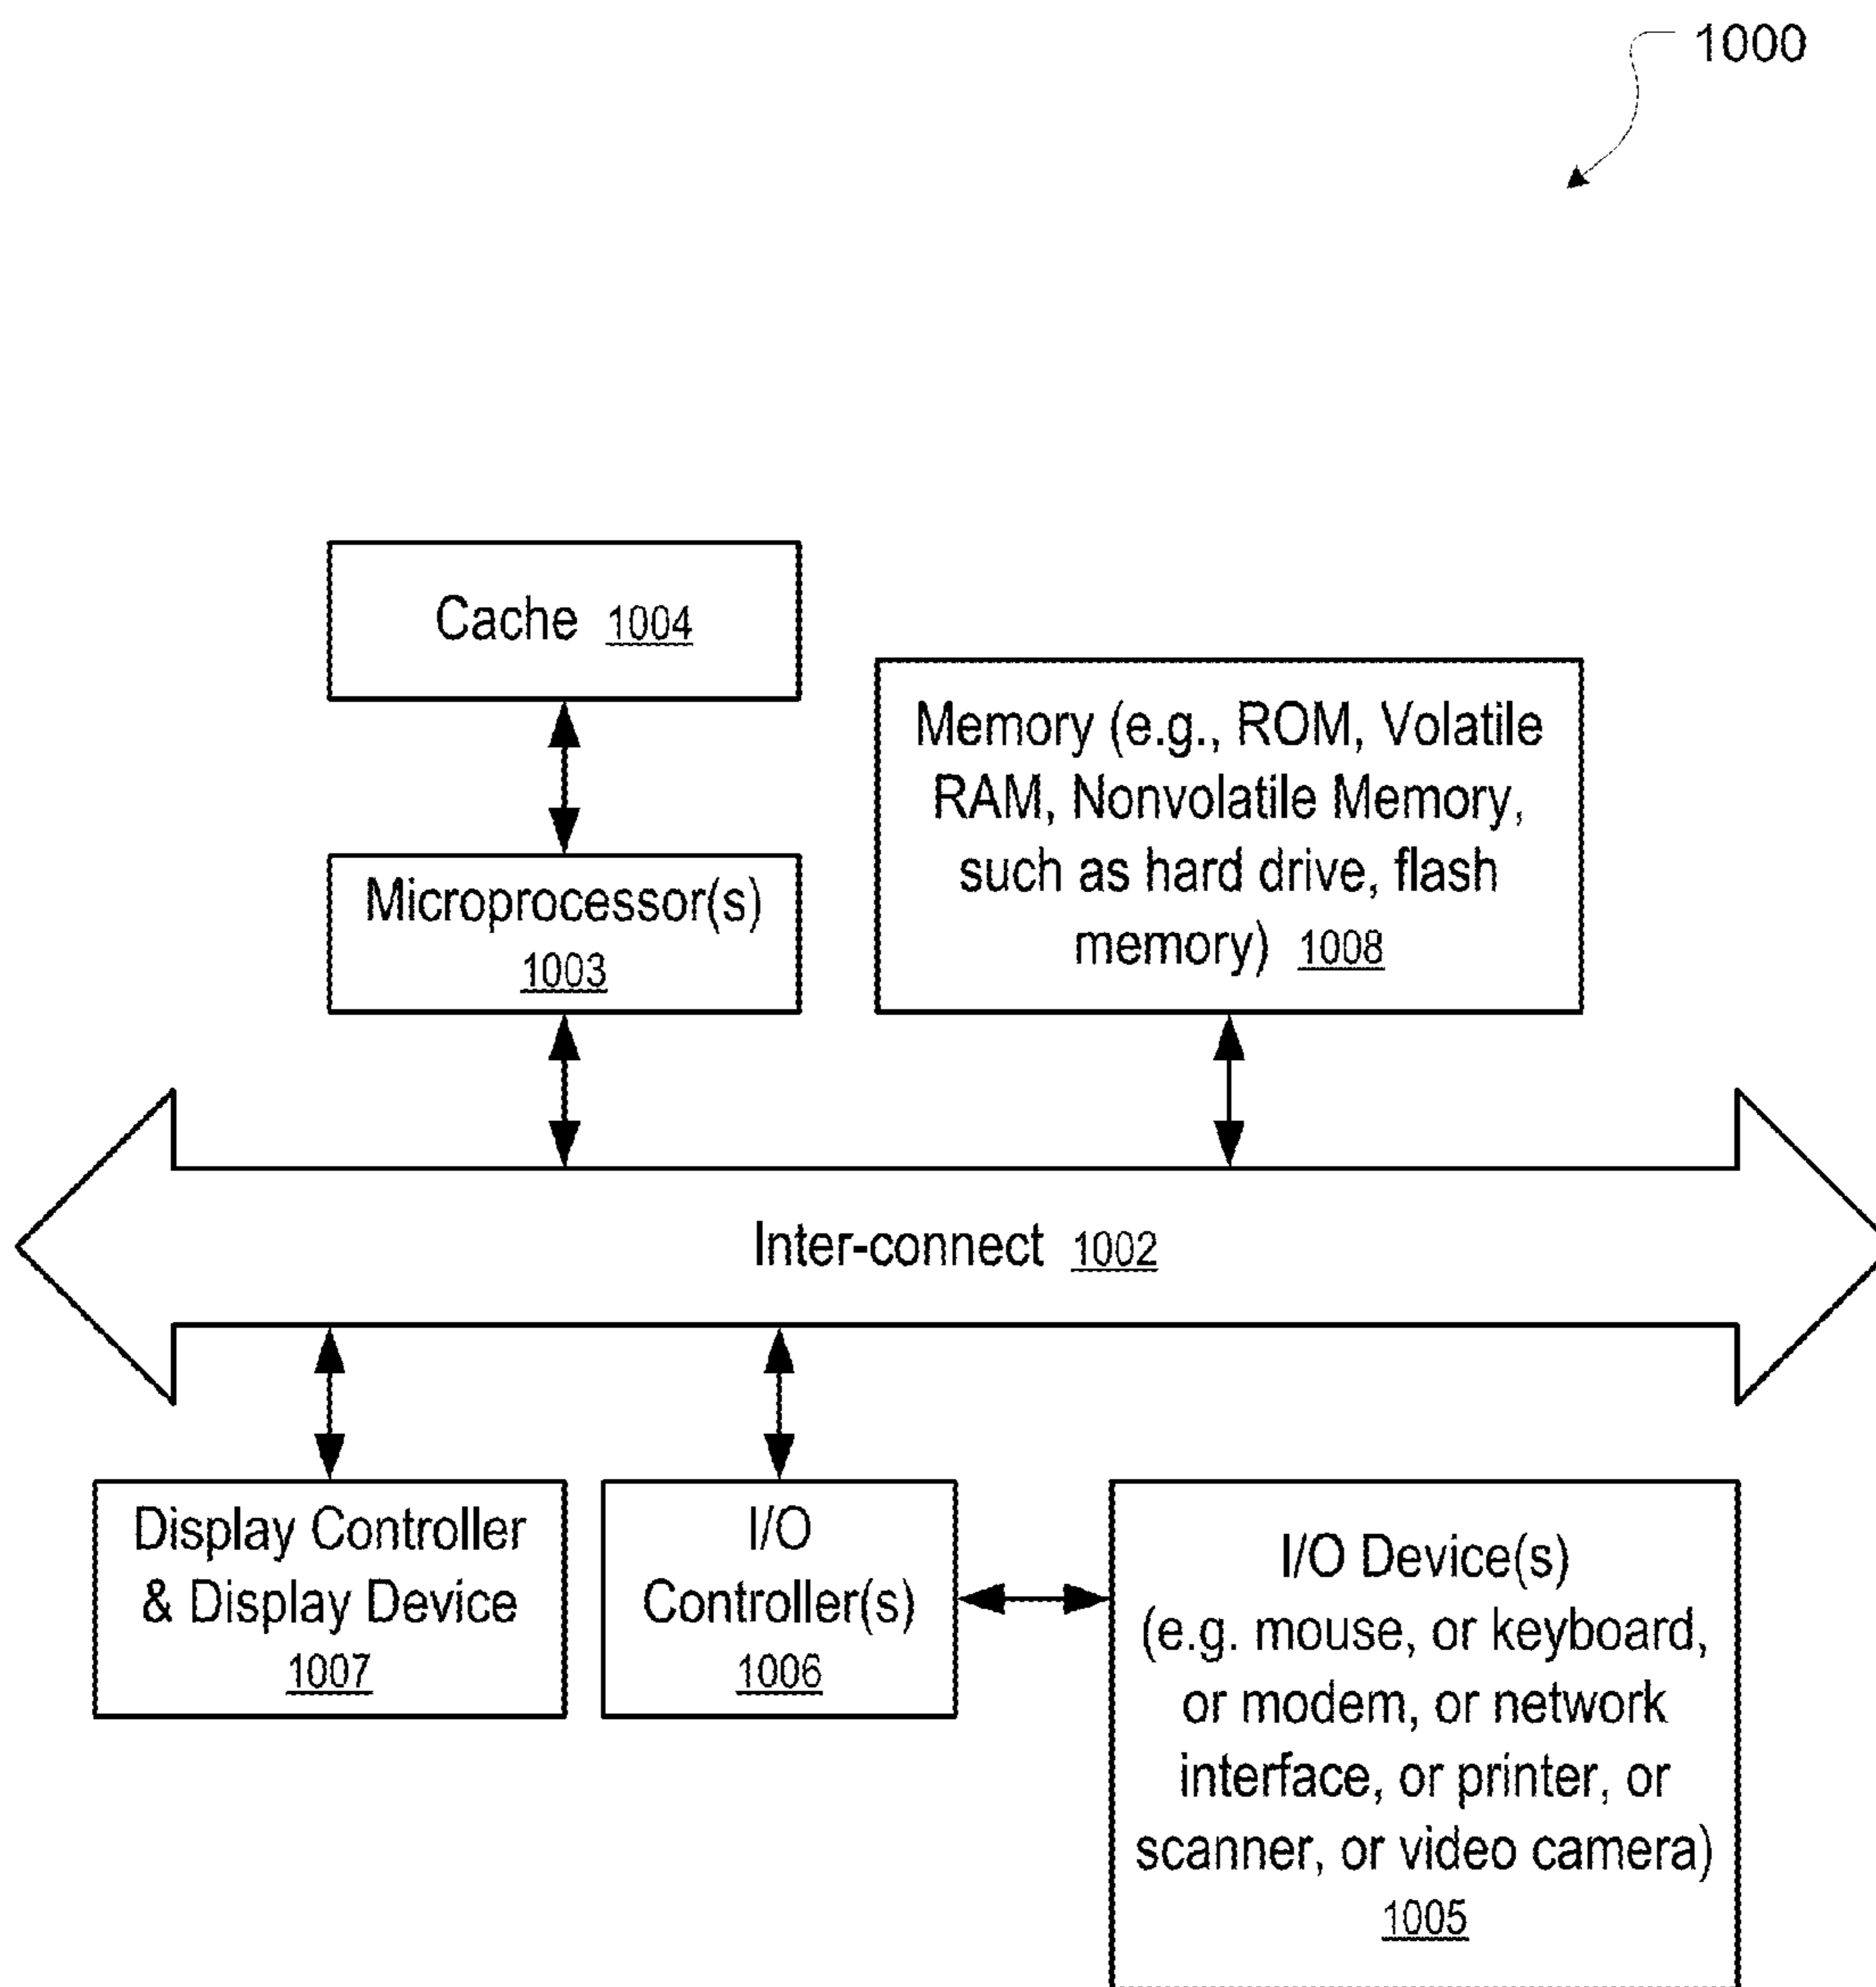 1000
Cache 1004
Microprocessor(s)
1003
Memory (e.g., ROM, Volatile
RAM, Nonvolatile Memory,
such as hard drive, flash
memory) 1008
Inter-connect 1002
Display Controller
& Display Device
1007
I/O
Controller(s)
1006
I/O Device(s)
(e.g. mouse, or keyboard,
or modem, or network
interface, or printer, or
scanner, or video camera)
1005